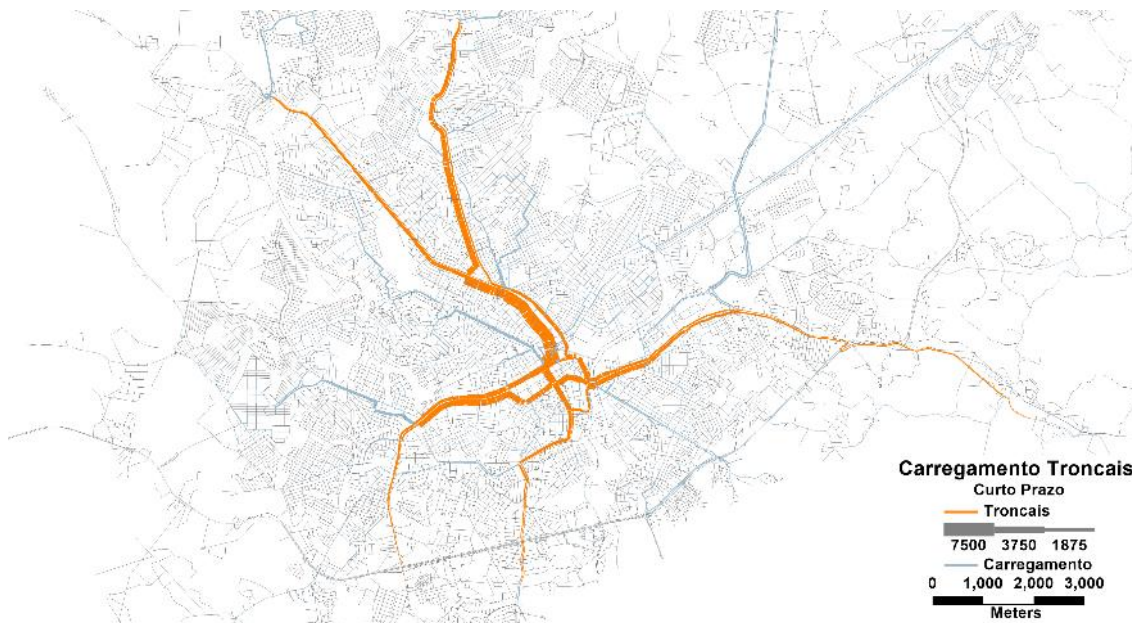 Carregamento Troncais
Curto Prazo
Troncais
7500 3750 1875
Carregamento
0 1,000 2,000 3,000
Meters